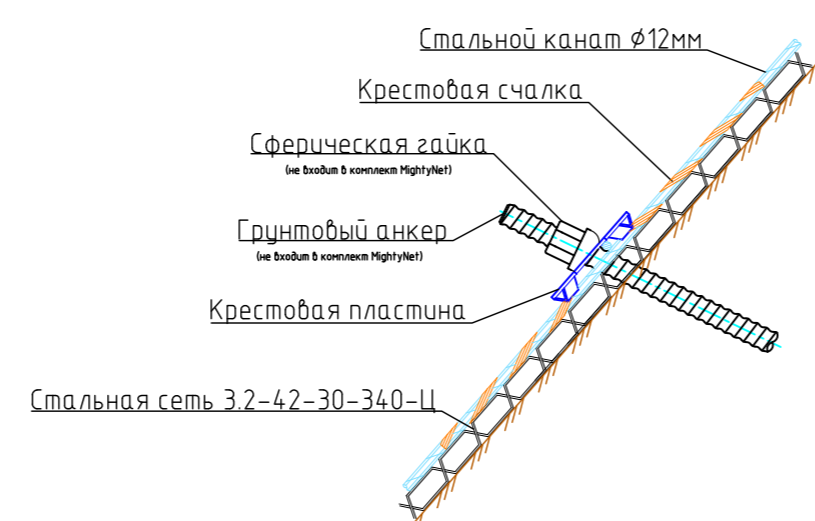 Стальной канат Ø12мм
Крестовая счалка
Сферическая гайка
(не входит в комплект MightyNet)
Грунтовый анкер
(не входит в комплект MightyNet)
Крестовая пластина
Стальная сеть 3.2-42-30-340-Ц